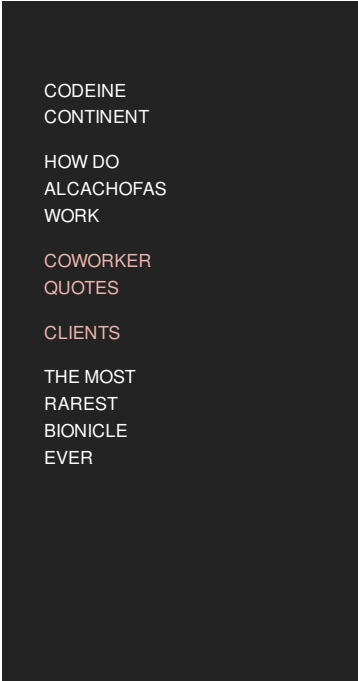 CODEINE
CONTINENT
HOW DO
ALCACHOFAS
WORK
COWORKER
QUOTES
CLIENTS
THE MOST
RAREST
BIONICLE
EVER